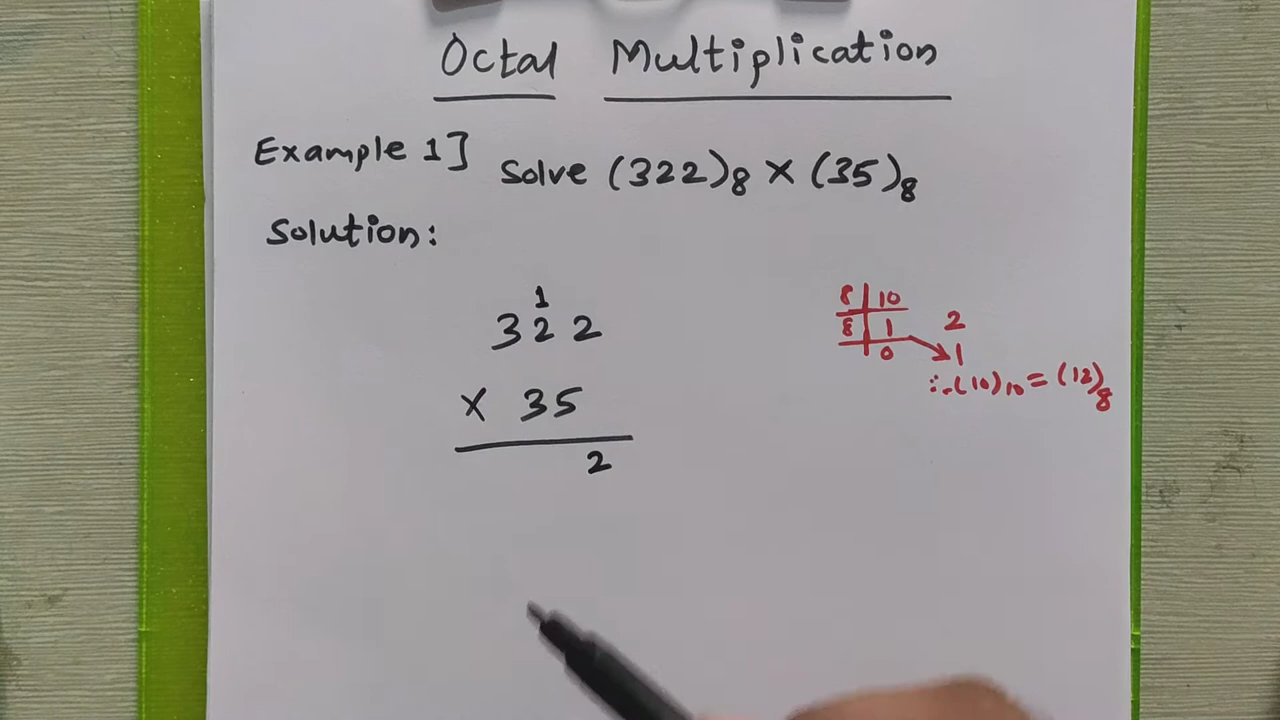 Octal Multiplication
Example 1] Solve (322)8 × (35)8
Solution:
1
322
× 35
2
8 10
8 1 2
0 1
∴ (10)10 = (12)8